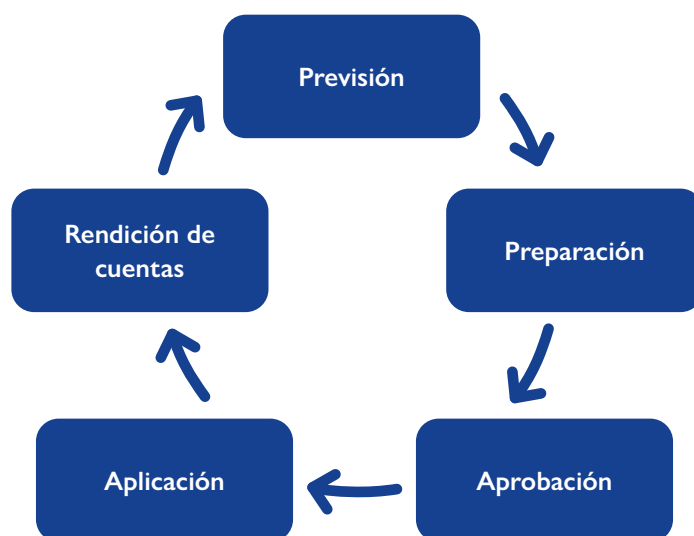 Previsión
Preparación
Aprobación
Aplicación
Rendición de
cuentas